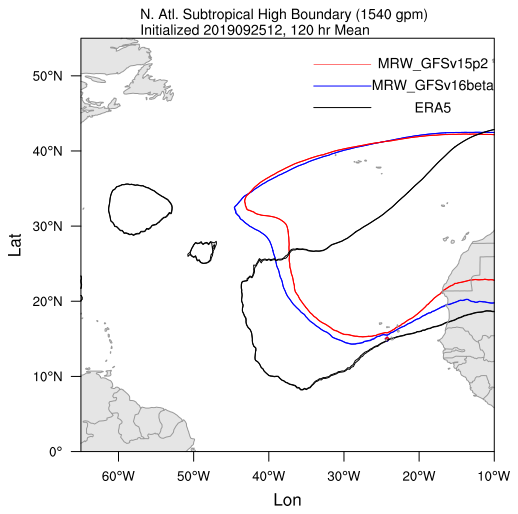 N. Atl. Subtropical High Boundary (1540 gpm)
Initialized 2019092512, 120 hr Mean
MRW_GFSv15p2
MRW_GFSv16beta
ERA5
50°N
40°N
30°N
20°N
10°N
0°
Lat
60°W 50°W 40°W 30°W 20°W 10°W
Lon